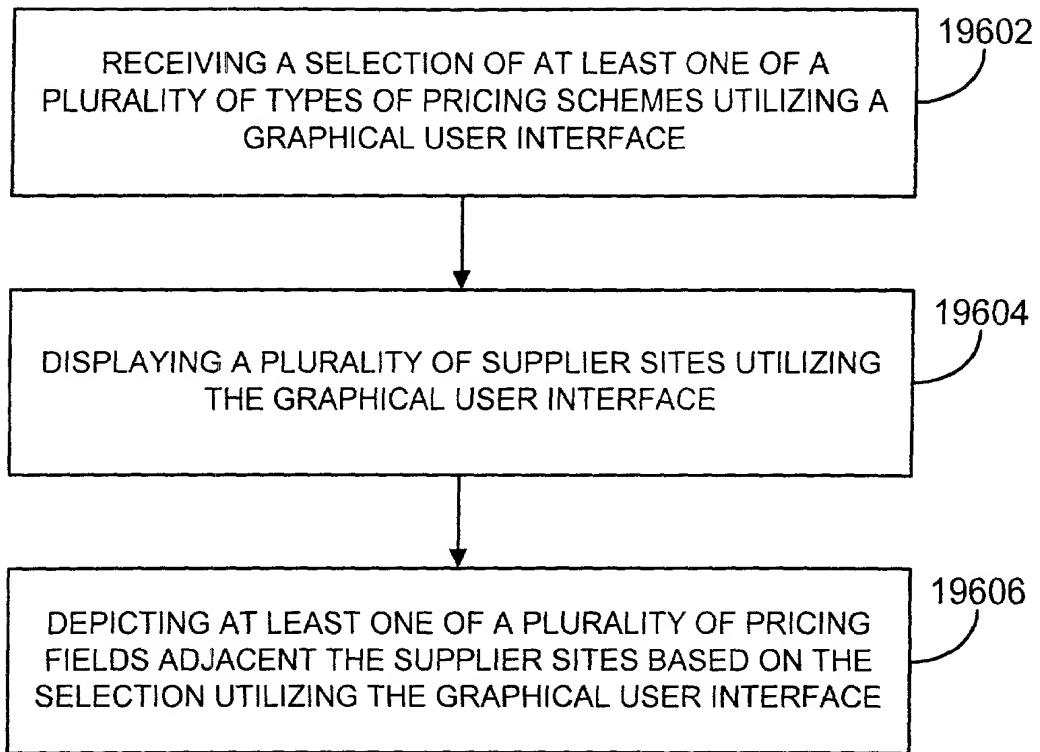 19602
RECEIVING A SELECTION OF AT LEAST ONE OF A
PLURALITY OF TYPES OF PRICING SCHEMES UTILIZING A
GRAPHICAL USER INTERFACE
19604
DISPLAYING A PLURALITY OF SUPPLIER SITES UTILIZING
THE GRAPHICAL USER INTERFACE
19606
DEPICTING AT LEAST ONE OF A PLURALITY OF PRICING
FIELDS ADJACENT THE SUPPLIER SITES BASED ON THE
SELECTION UTILIZING THE GRAPHICAL USER INTERFACE